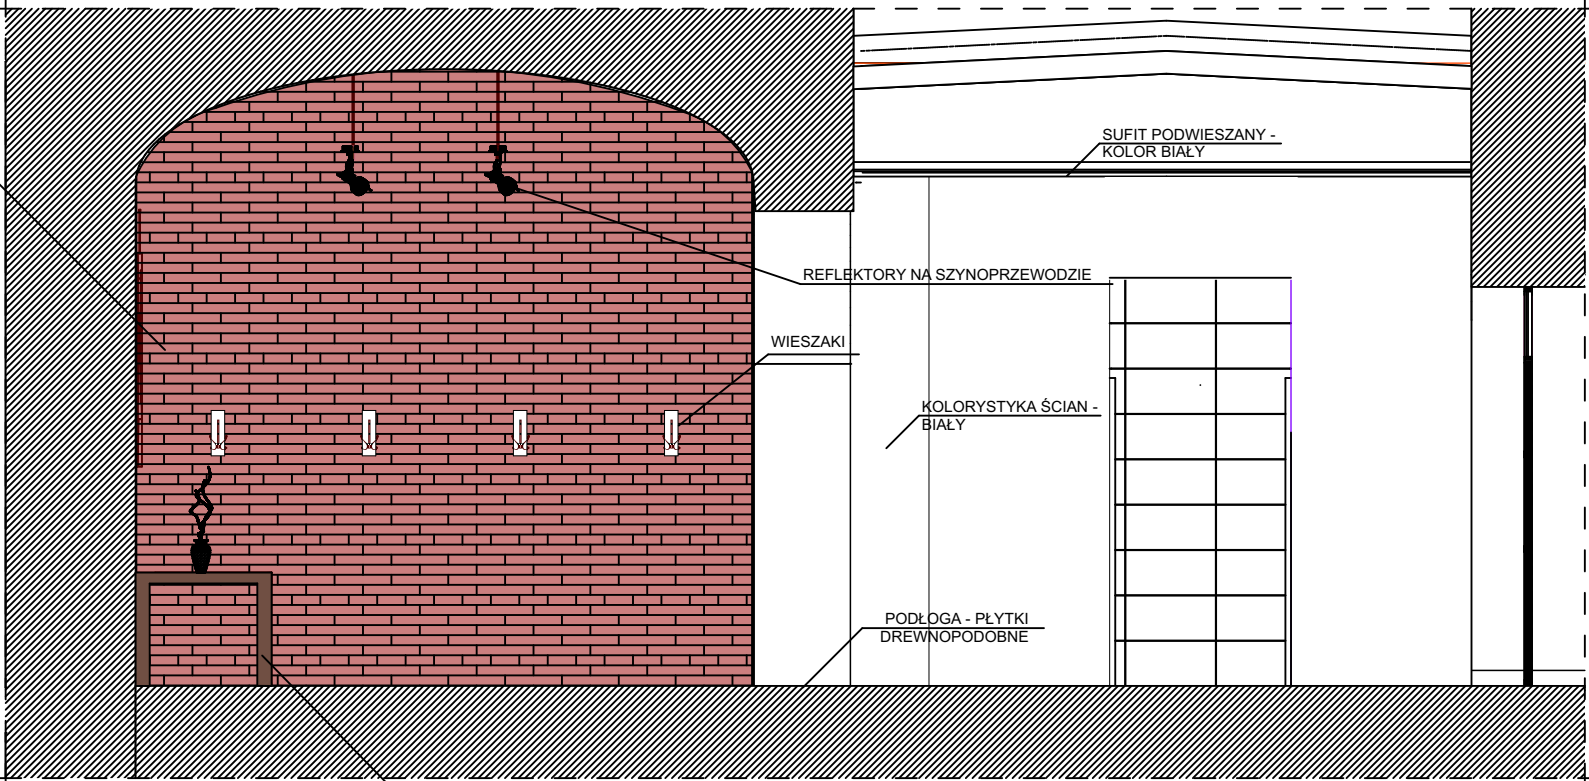 SUFIT PODWIESZANY -
KOLOR BIAŁY
REFLEKTORY NA SZYNOPRZEWODZIE
WIESZAKI
KOLORYSTYKA ŚCIAN -
BIAŁY
PODŁOGA - PŁYTKI
DREWNOPODOBNE